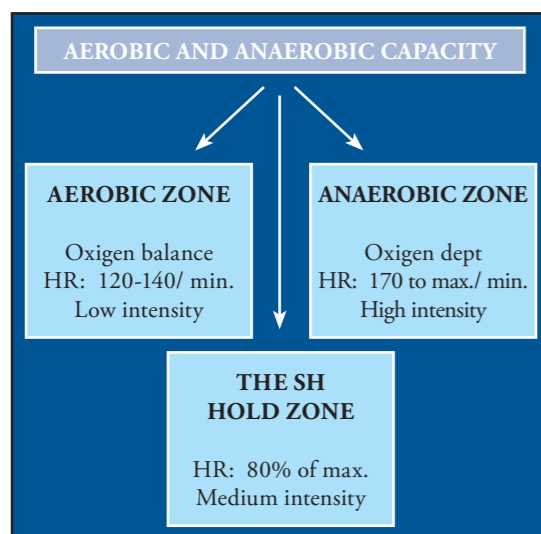 AEROBIC AND ANAEROBIC CAPACITY
AEROBIC ZONE
Oxigen balance
HR: 120-140/ min.
Low intensity
ANAEROBIC ZONE
Oxigen dept
HR: 170 to max./ min.
High intensity
THE SH
HOLD ZONE
HR: 80% of max.
Medium intensity